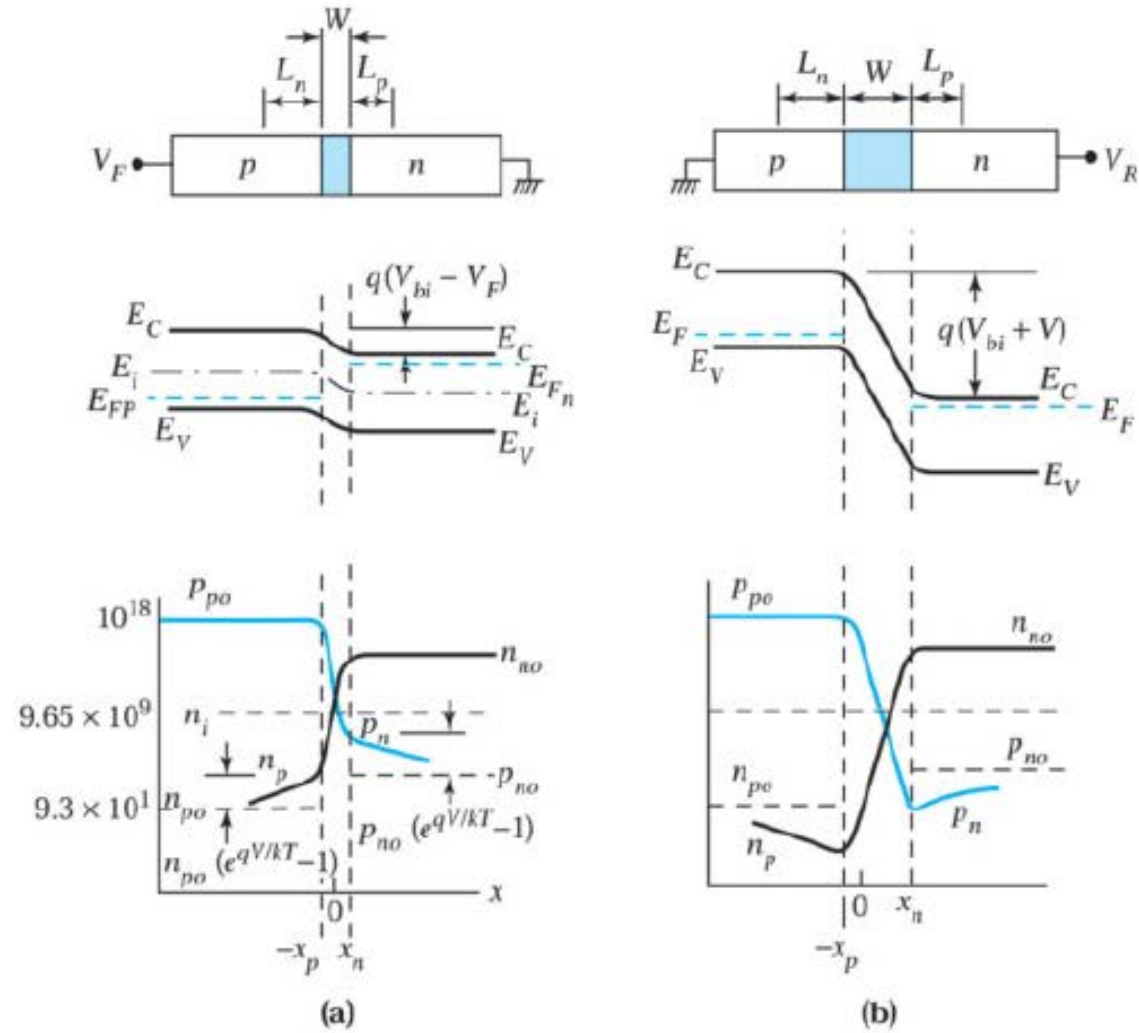 W
L_n L_p
V_F p n
L_n W L_p
p n V_R
q(V_bi − V_F)
E_C E_C
E_i E_Fn
E_FP E_i
E_V E_V
E_C
E_F q(V_bi + V)
E_V E_C
E_F
E_V
p_po
10^18
n_no
9.65 × 10^9 n_i p_n
n_p p_no
9.3 × 10^1 n_po
n_po (e^qV/kT−1) p_no (e^qV/kT−1)
0 x
−x_p x_n
(a)
p_po n_no
p_no
n_po
n_p p_n
0 x_n
−x_p
(b)